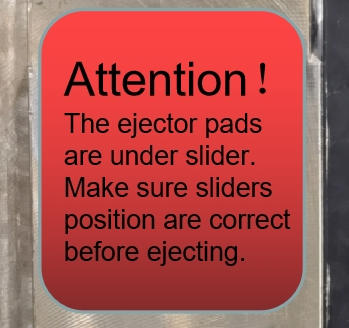 Attention!
The ejector pads
are under slider.
Make sure sliders
position are correct
before ejecting.